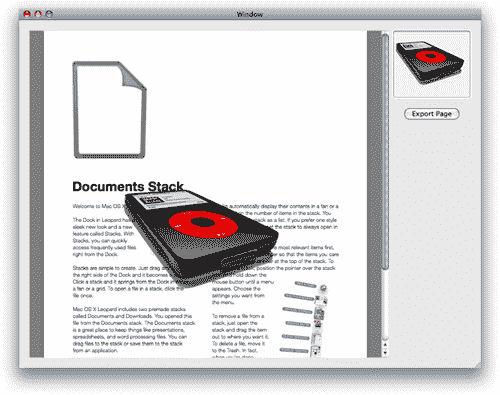 Window
Export Page
Documents Stack
Welcome to Mac OS X
The Dock in Leopard has
sleek new look and a new
feature called Stacks. With
Stacks, you can quickly
access frequently used files
right from the Dock.
Stacks are simple to create. Just drag
the right side of the Dock and it becomes
Click a stack and it springs from the Dock in
a fan or a grid. To open a file in a stack, click the
file once.
Mac OS X Leopard includes two premade stacks
called Documents and Downloads. You opened this
file from the Documents stack. The Documents stack
is a great place to keep things like presentations,
spreadsheets, and word processing files. You can
drag files to the stack or save them to the stack
from an application.
automatically display their contents in a fan or a
on the number of items in the stack. You
stack as a list. If you prefer one style
the stack to always open in
most relevant items first,
so that the items you care
at the top of the stack. To
position the pointer over the stack
hold down the
mouse button until a menu
appears. Choose the
settings you want from
the menu.
To remove a file from a
stack, just open the
stack and drag the item
out to where you want it.
To delete a file, move it
to the Trash. In fact,